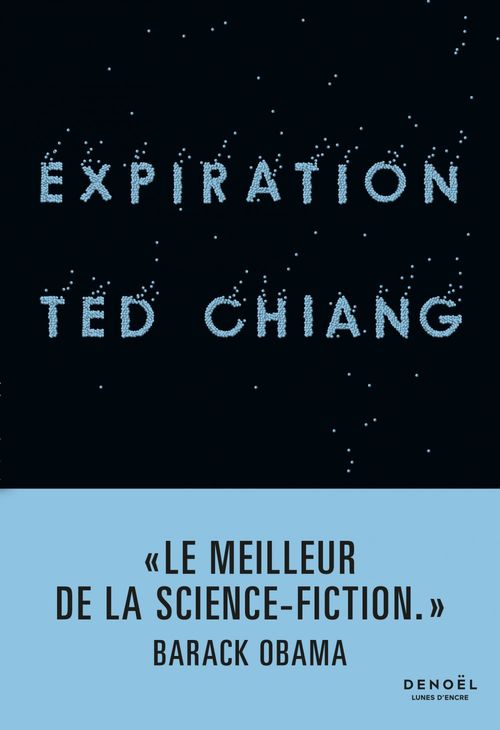 EXPIRATION
TED CHIANG
« LE MEILLEUR
DE LA SCIENCE-FICTION. »
BARACK OBAMA
DENOËL
LUNES D'ENCRE